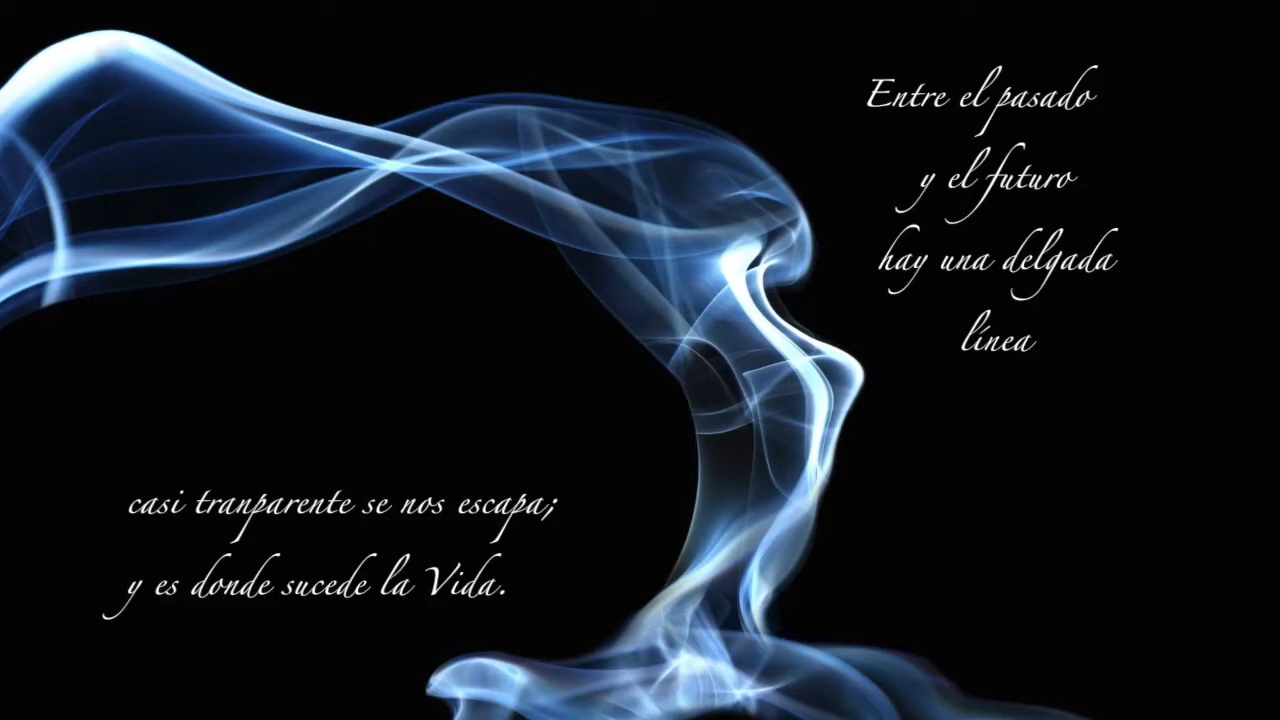 Entre el pasado
y el futuro
hay una delgada
línea
casi tranparente se nos escapa;
y es donde sucede la Vida.